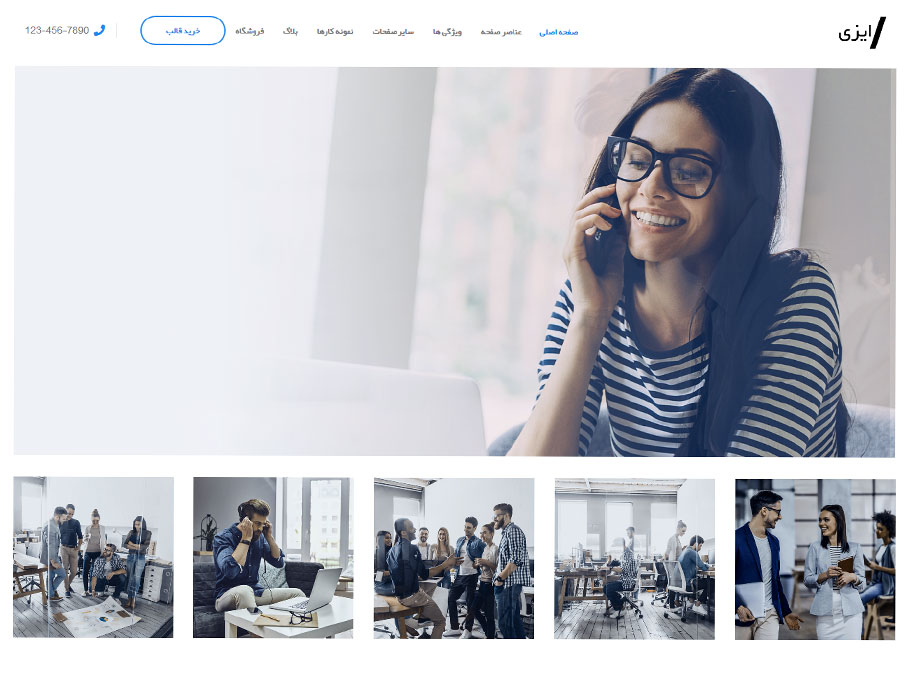 ایزی
صفحه اصلی
عناصر صفحه
ویژگی ها
سایر صفحات
نمونه کارها
بلاگ
فروشگاه
خرید قالب
123-456-7890